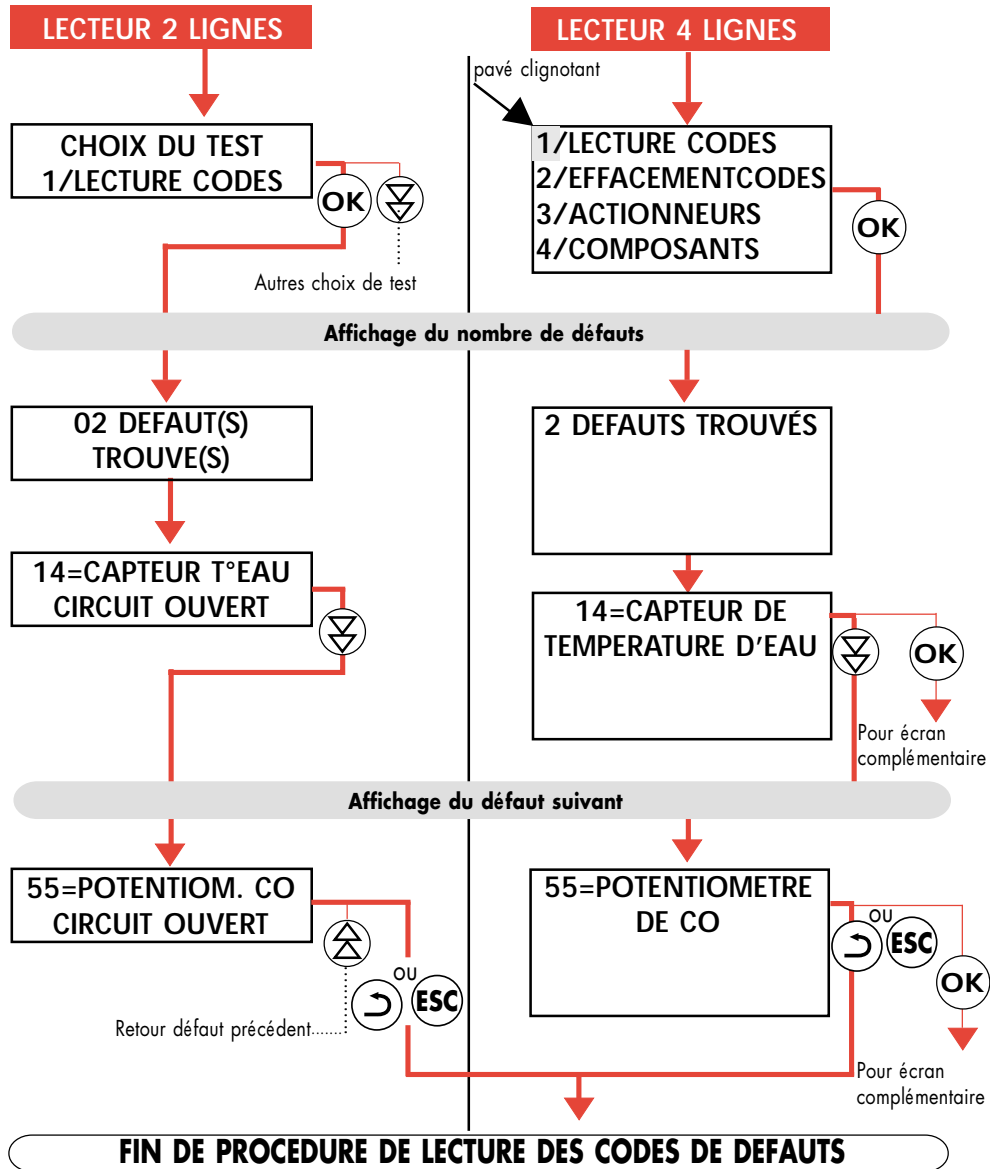 LECTEUR 2 LIGNES
LECTEUR 4 LIGNES
pavé clignotant
CHOIX DU TEST
1/LECTURE CODES
OK
Autres choix de test
1/LECTURE CODES
2/EFFACEMENTCODES
3/ACTIONNEURS
4/COMPOSANTS
OK
Affichage du nombre de défauts
02 DEFAUT(S)
TROUVE(S)
2 DEFAUTS TROUVÉS
14=CAPTEUR T°EAU
CIRCUIT OUVERT
14=CAPTEUR DE
TEMPERATURE D'EAU
OK
Pour écran
complémentaire
Affichage du défaut suivant
55=POTENTIOM. CO
CIRCUIT OUVERT
ou
ESC
Retour défaut précédent.......
55=POTENTIOMETRE
DE CO
ou
ESC
OK
Pour écran
complémentaire
FIN DE PROCEDURE DE LECTURE DES CODES DE DEFAUTS